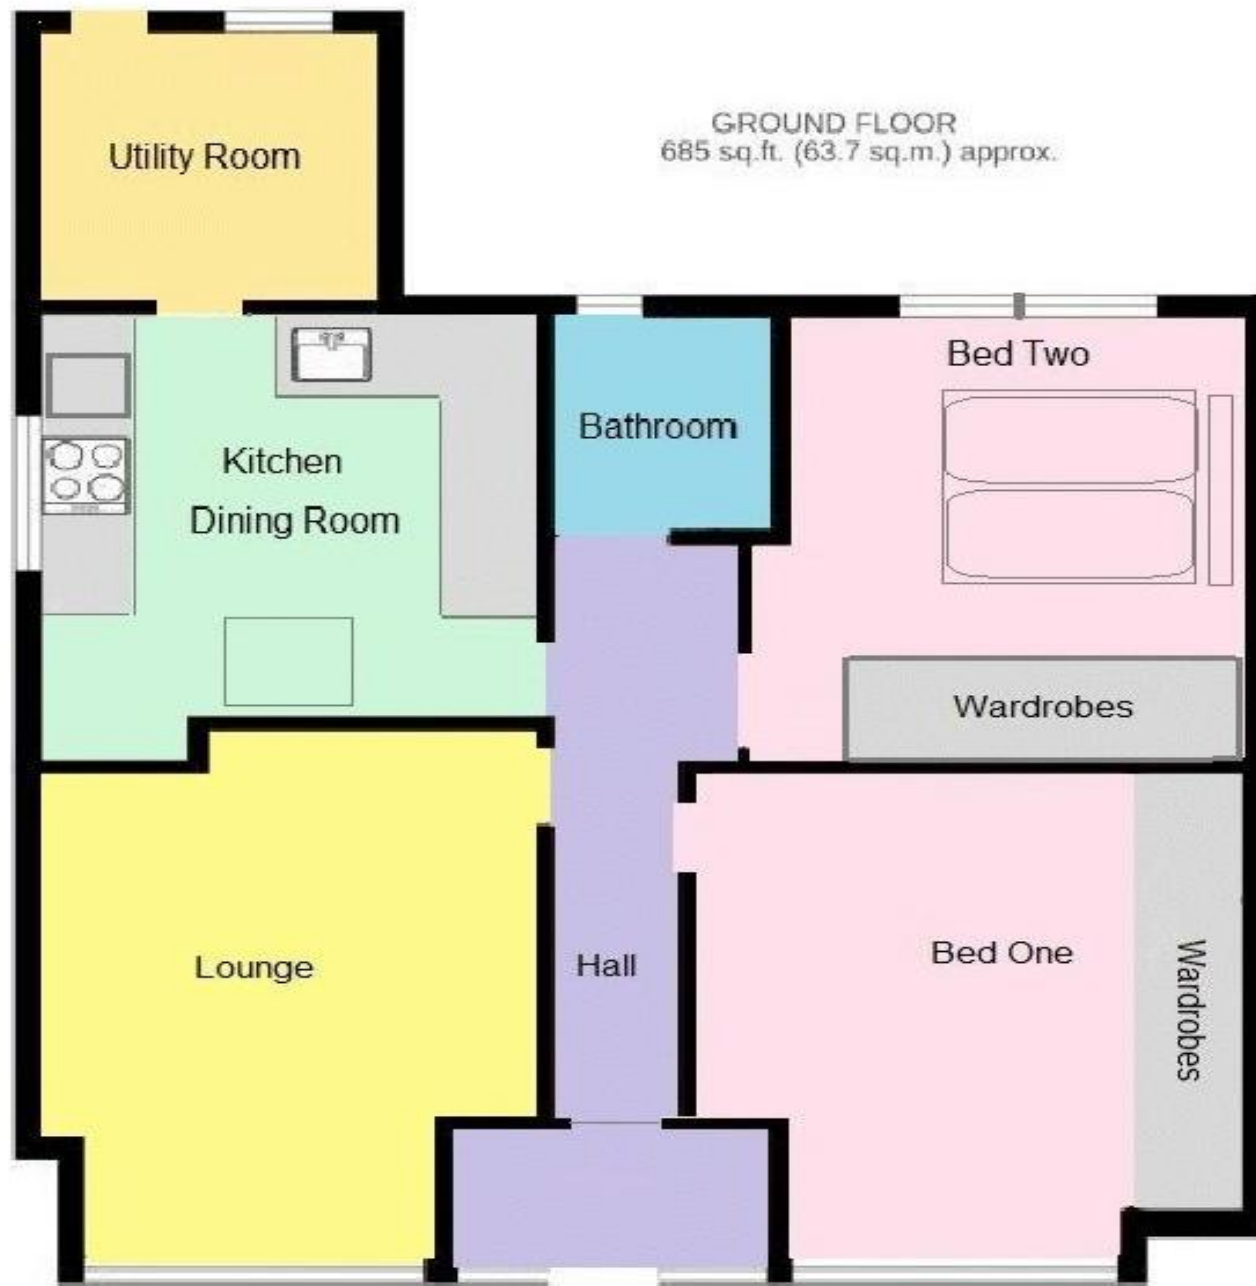 Utility Room
GROUND FLOOR
685 sq.ft. (63.7 sq.m.) approx.
Bed Two
Bathroom
Kitchen
Dining Room
Wardrobes
Lounge
Hall
Bed One
Wardrobes